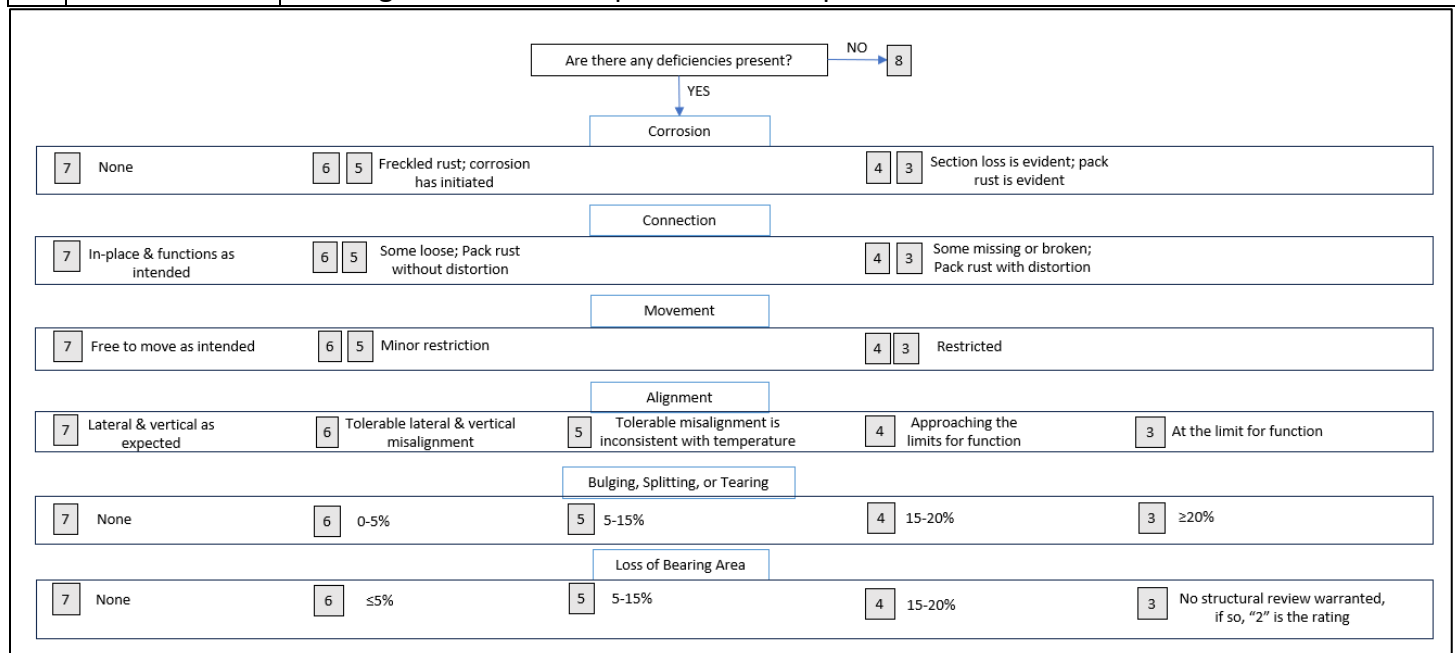 Are there any deficiencies present?
NO
8
YES
Corrosion
7 None
6 5 Freckled rust; corrosion
has initiated
4 3 Section loss is evident; pack
rust is evident
Connection
7 In-place & functions as
intended
6 5 Some loose; Pack rust
without distortion
4 3 Some missing or broken;
Pack rust with distortion
Movement
7 Free to move as intended
6 5 Minor restriction
4 3 Restricted
Alignment
7 Lateral & vertical as
expected
6 Tolerable lateral & vertical
misalignment
5 Tolerable misalignment is
inconsistent with temperature
4 Approaching the
limits for function
3 At the limit for function
Bulging, Splitting, or Tearing
7 None
6 0-5%
5 5-15%
4 15-20%
3 ≥20%
Loss of Bearing Area
7 None
6 ≤5%
5 5-15%
4 15-20%
3 No structural review warranted,
if so, “2” is the rating